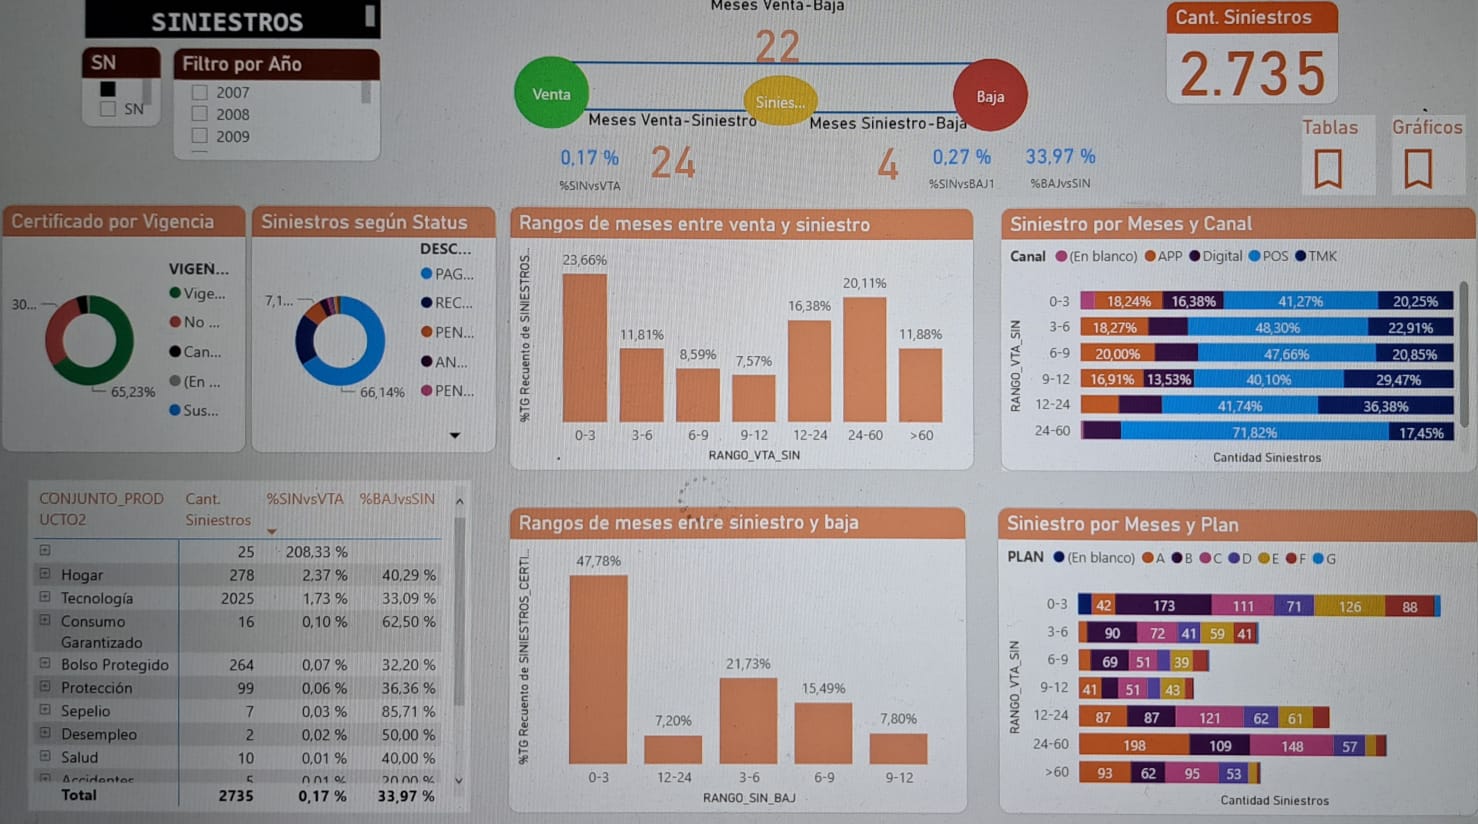 SINIESTROS
SN
SN
Filtro por Año
2007
2008
2009
Meses Venta-Baja
22
Venta
Sinies...
Baja
Meses Venta-Siniestro
Meses Siniestro-Baja
0,17 %
%SINvsVTA
24
4
0,27 %
%SINvsBAJ1
33,97 %
%BAJvsSIN
Cant. Siniestros
2.735
Tablas
Gráficos
Certificado por Vigencia
VIGEN...
Vige...
No ...
Can...
(En ...
Sus...
30...
65,23%
Siniestros según Status
DESC...
PAG...
REC...
PEN...
AN...
PEN...
7,1...
66,14%
Rangos de meses entre venta y siniestro
%TG Recuento de SINIESTROS...
23,66%
11,81%
8,59%
7,57%
16,38%
20,11%
11,88%
0-3
3-6
6-9
9-12
12-24
24-60
>60
RANGO_VTA_SIN
Siniestro por Meses y Canal
Canal (En blanco) APP Digital POS TMK
RANGO_VTA_SIN
0-3 18,24% 16,38% 41,27% 20,25%
3-6 18,27% 48,30% 22,91%
6-9 20,00% 47,66% 20,85%
9-12 16,91% 13,53% 40,10% 29,47%
12-24 41,74% 36,38%
24-60 71,82% 17,45%
Cantidad Siniestros
CONJUNTO_PROD Cant. %SINvsVTA %BAJvsSIN
UCTO2 Siniestros
25 208,33 %
Hogar 278 2,37 % 40,29 %
Tecnología 2025 1,73 % 33,09 %
Consumo 16 0,10 % 62,50 %
Garantizado
Bolso Protegido 264 0,07 % 32,20 %
Protección 99 0,06 % 36,36 %
Sepelio 7 0,03 % 85,71 %
Desempleo 2 0,02 % 50,00 %
Salud 10 0,01 % 40,00 %
Accidentes 5 0,01 % 20,00 %
Total 2735 0,17 % 33,97 %
Rangos de meses entre siniestro y baja
%TG Recuento de SINIESTROS_CERTI...
47,78%
7,20%
21,73%
15,49%
7,80%
0-3
12-24
3-6
6-9
9-12
RANGO_SIN_BAJ
Siniestro por Meses y Plan
PLAN (En blanco) A B C D E F G
RANGO_VTA_SIN
0-3 42 173 111 71 126 88
3-6 90 72 41 59 41
6-9 69 51 39
9-12 41 51 43
12-24 87 87 121 62 61
24-60 198 109 148 57
>60 93 62 95 53
Cantidad Siniestros